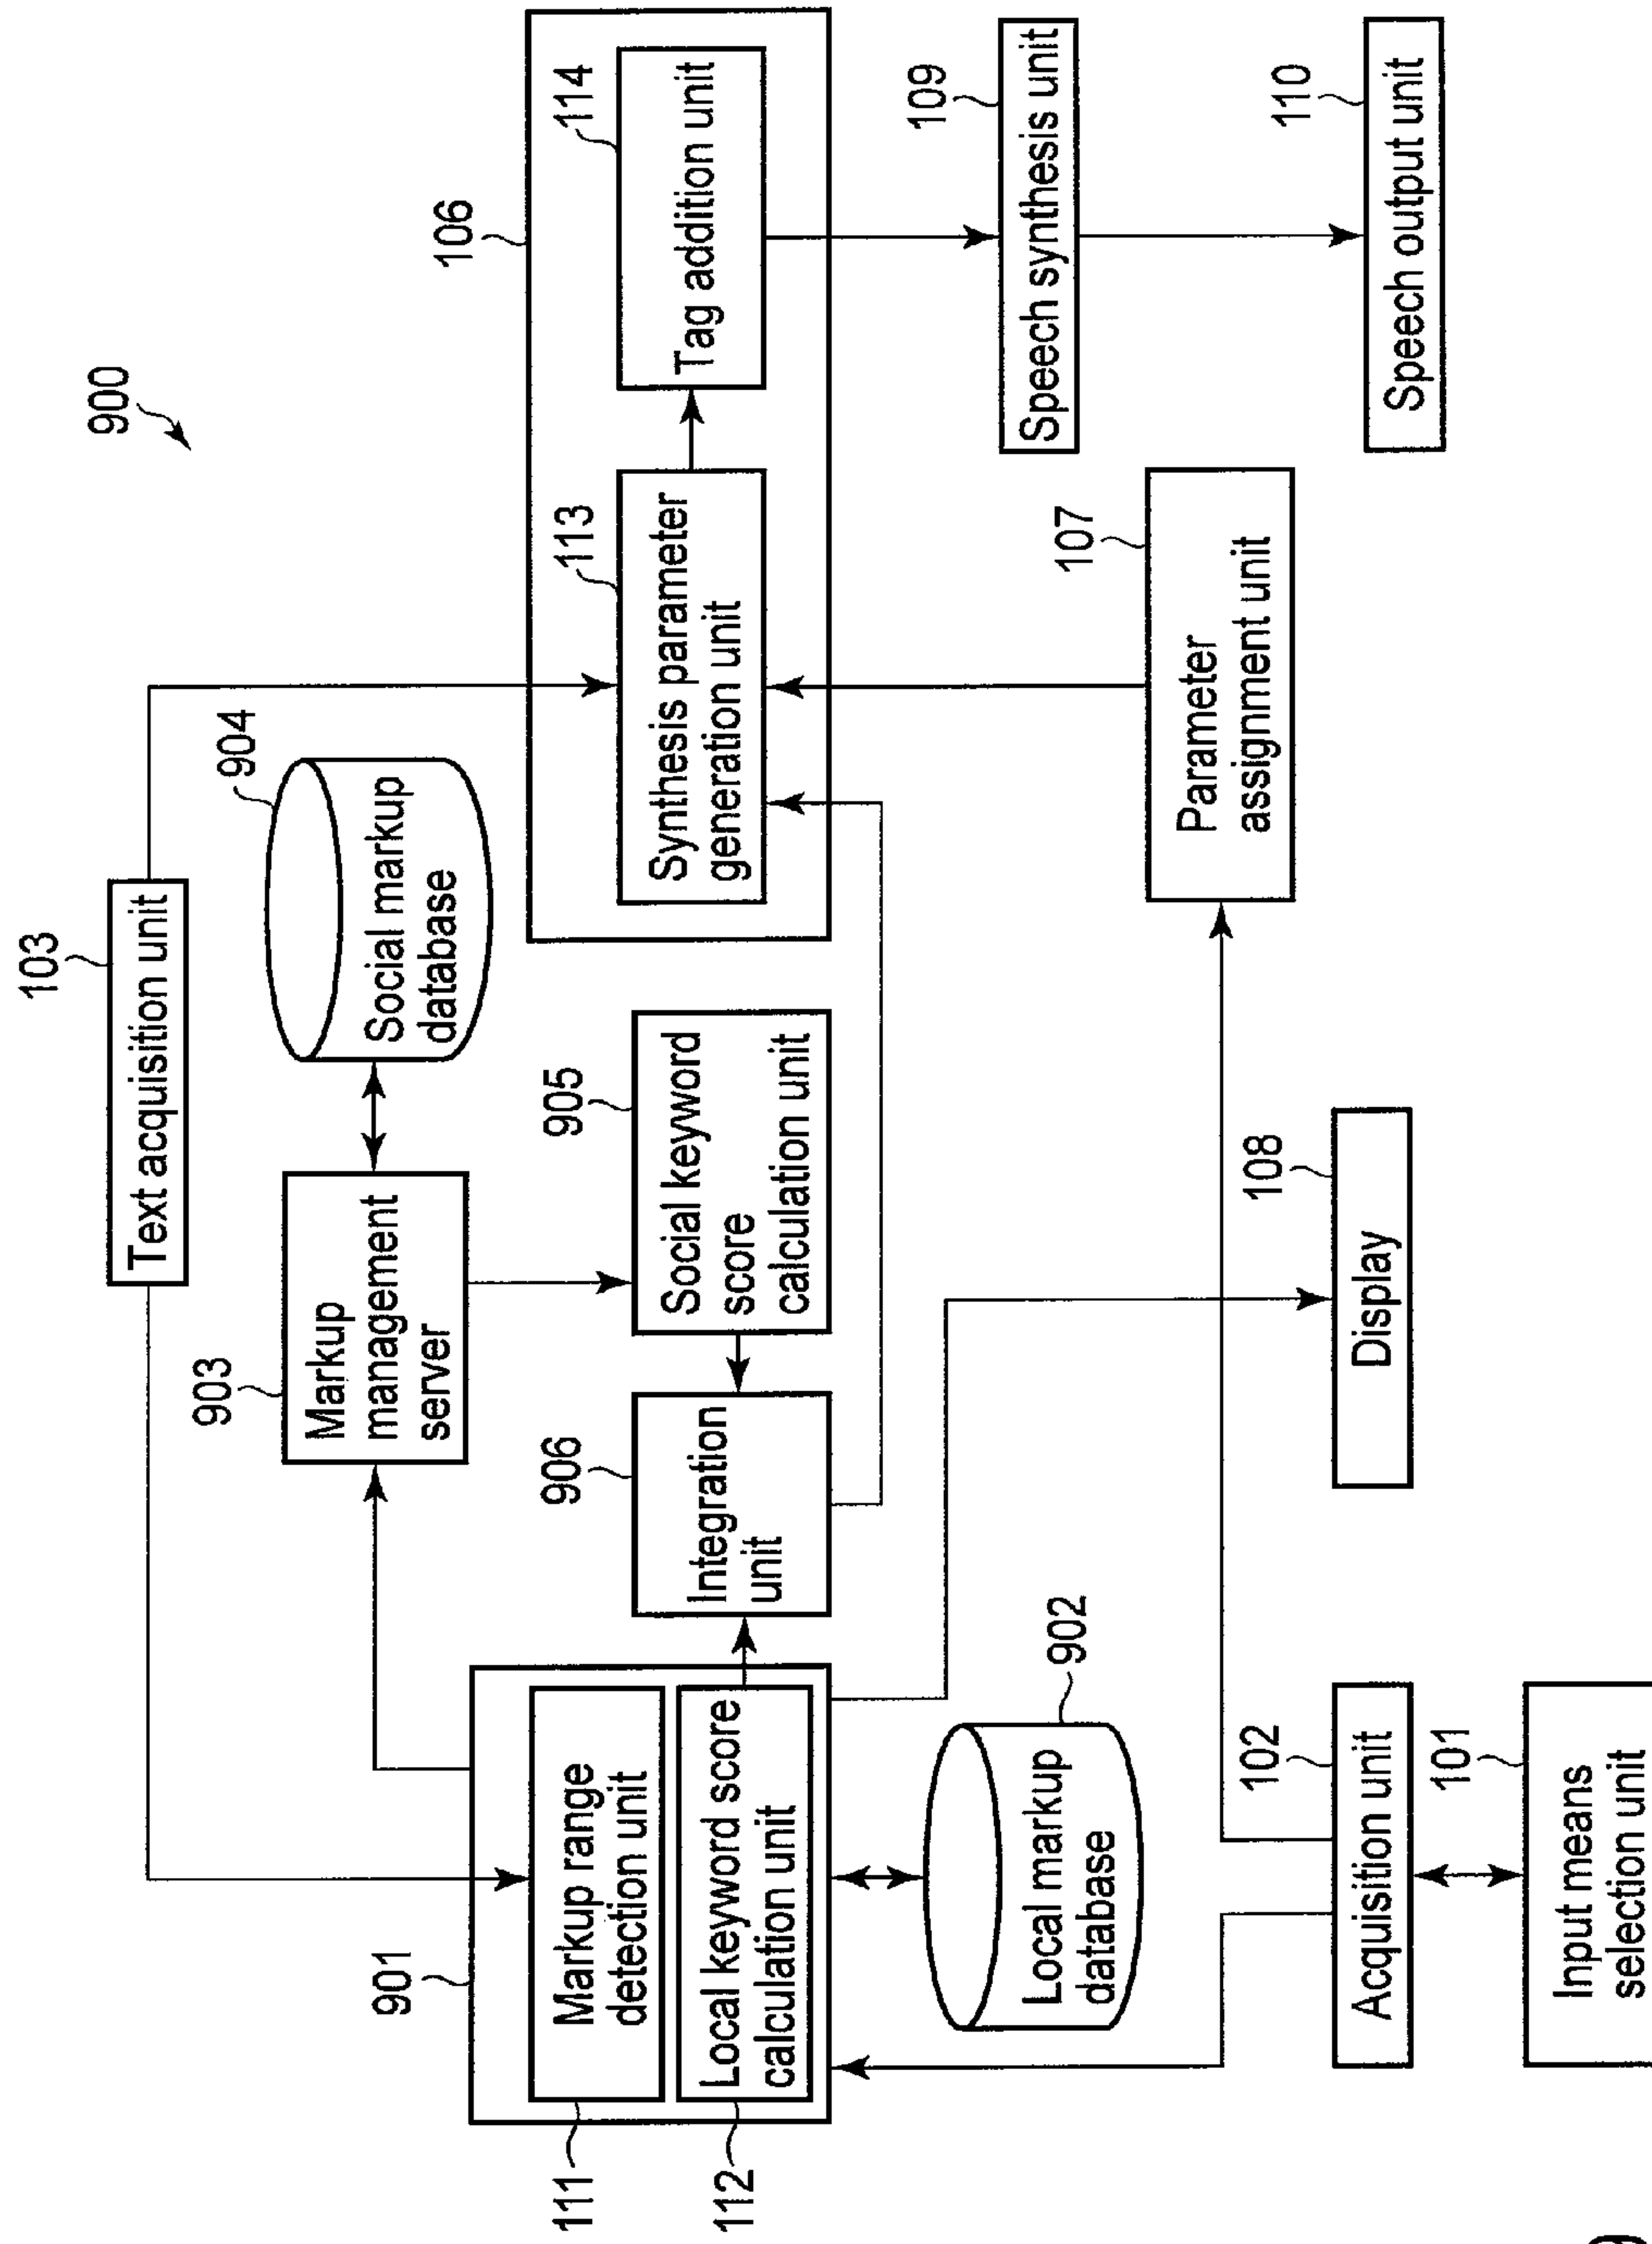 900
103
Text acquisition unit
903
Markup
management
server
904
Social markup
database
901
111
Markup range
detection unit
112
Local keyword score
calculation unit
906
Integration
unit
905
Social keyword
score
calculation unit
106
113
Synthesis parameter
generation unit
114
Tag addition unit
902
Local markup
database
109
Speech synthesis unit
107
Parameter
assignment unit
102
Acquisition unit
108
Display
110
Speech output unit
101
Input means
selection unit